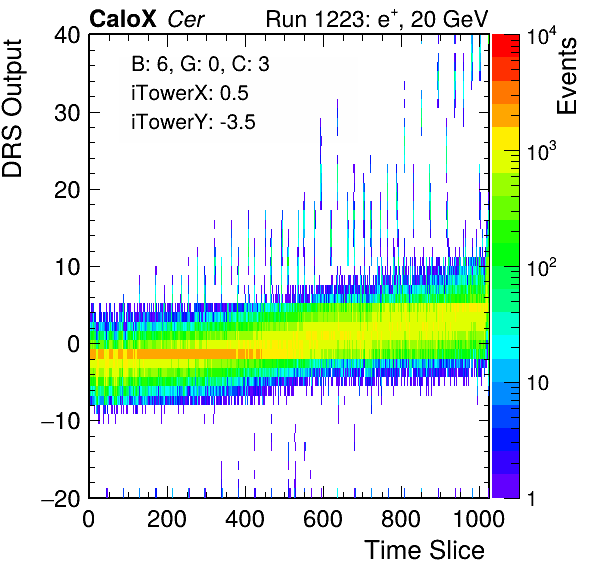 CaloX Cer Run 1223: e⁺, 20 GeV
B: 6, G: 0, C: 3
iTowerX: 0.5
iTowerY: -3.5
DRS Output
40
30
20
10
0
−10
−20
0 200 400 600 800 1000
Time Slice
10⁴
10³
10²
10
1
Events